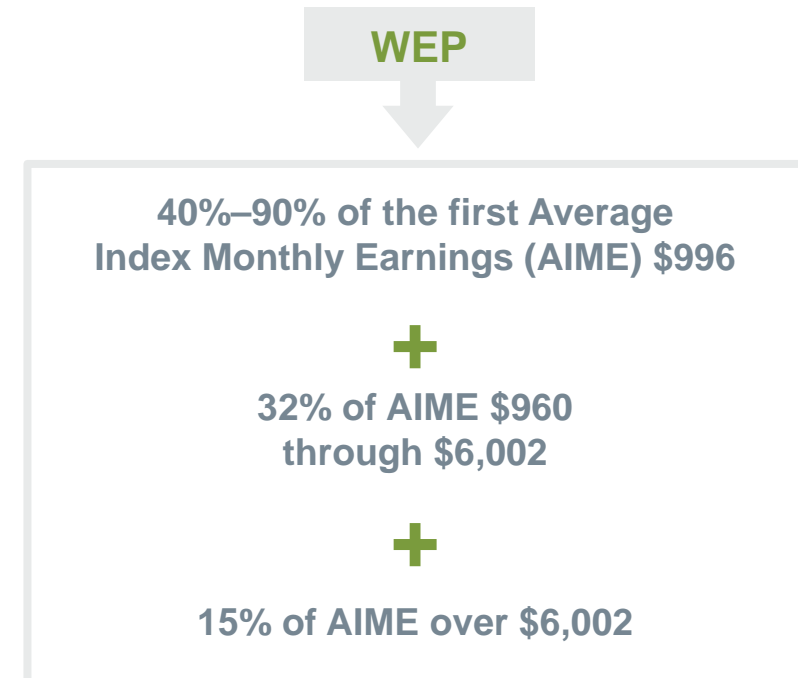 WEP
40%–90% of the first Average
Index Monthly Earnings (AIME) $996
+
32% of AIME $960
through $6,002
+
15% of AIME over $6,002